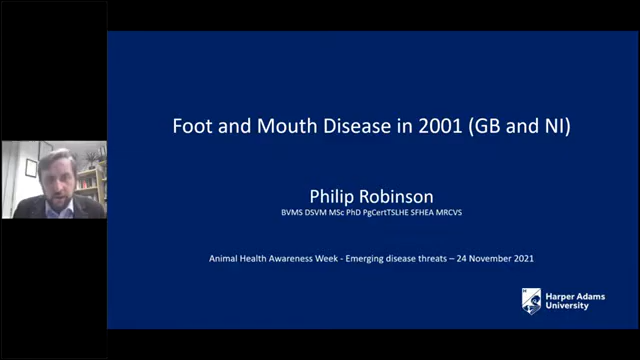 Foot and Mouth Disease in 2001 (GB and NI)
Philip Robinson
BVMS DSVM MSc PhD PgCertTSLHE SFHEA MRCVS
Animal Health Awareness Week - Emerging disease threats – 24 November 2021
Harper Adams
University